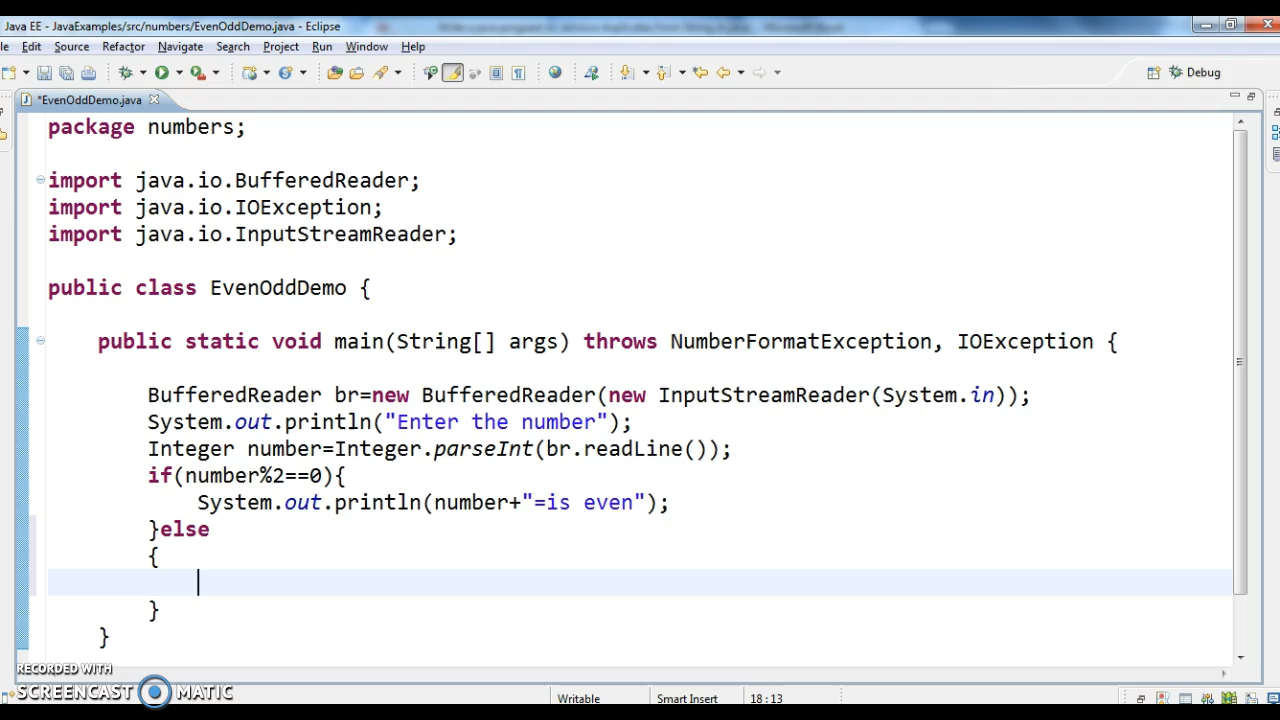 Java EE - JavaExamples/src/numbers/EvenOddDemo.java - Eclipse
le Edit Source Refactor Navigate Search Project Run Window Help
Debug
*EvenOddDemo.java
package numbers;
import java.io.BufferedReader;
import java.io.IOException;
import java.io.InputStreamReader;
public class EvenOddDemo {
public static void main(String[] args) throws NumberFormatException, IOException {
BufferedReader br=new BufferedReader(new InputStreamReader(System.in));
System.out.println("Enter the number");
Integer number=Integer.parseInt(br.readLine());
if(number%2==0){
System.out.println(number+"=is even");
}else
{
}
}
RECORDED WITH
SCREENCAST MATIC
Writable Smart Insert 18:13